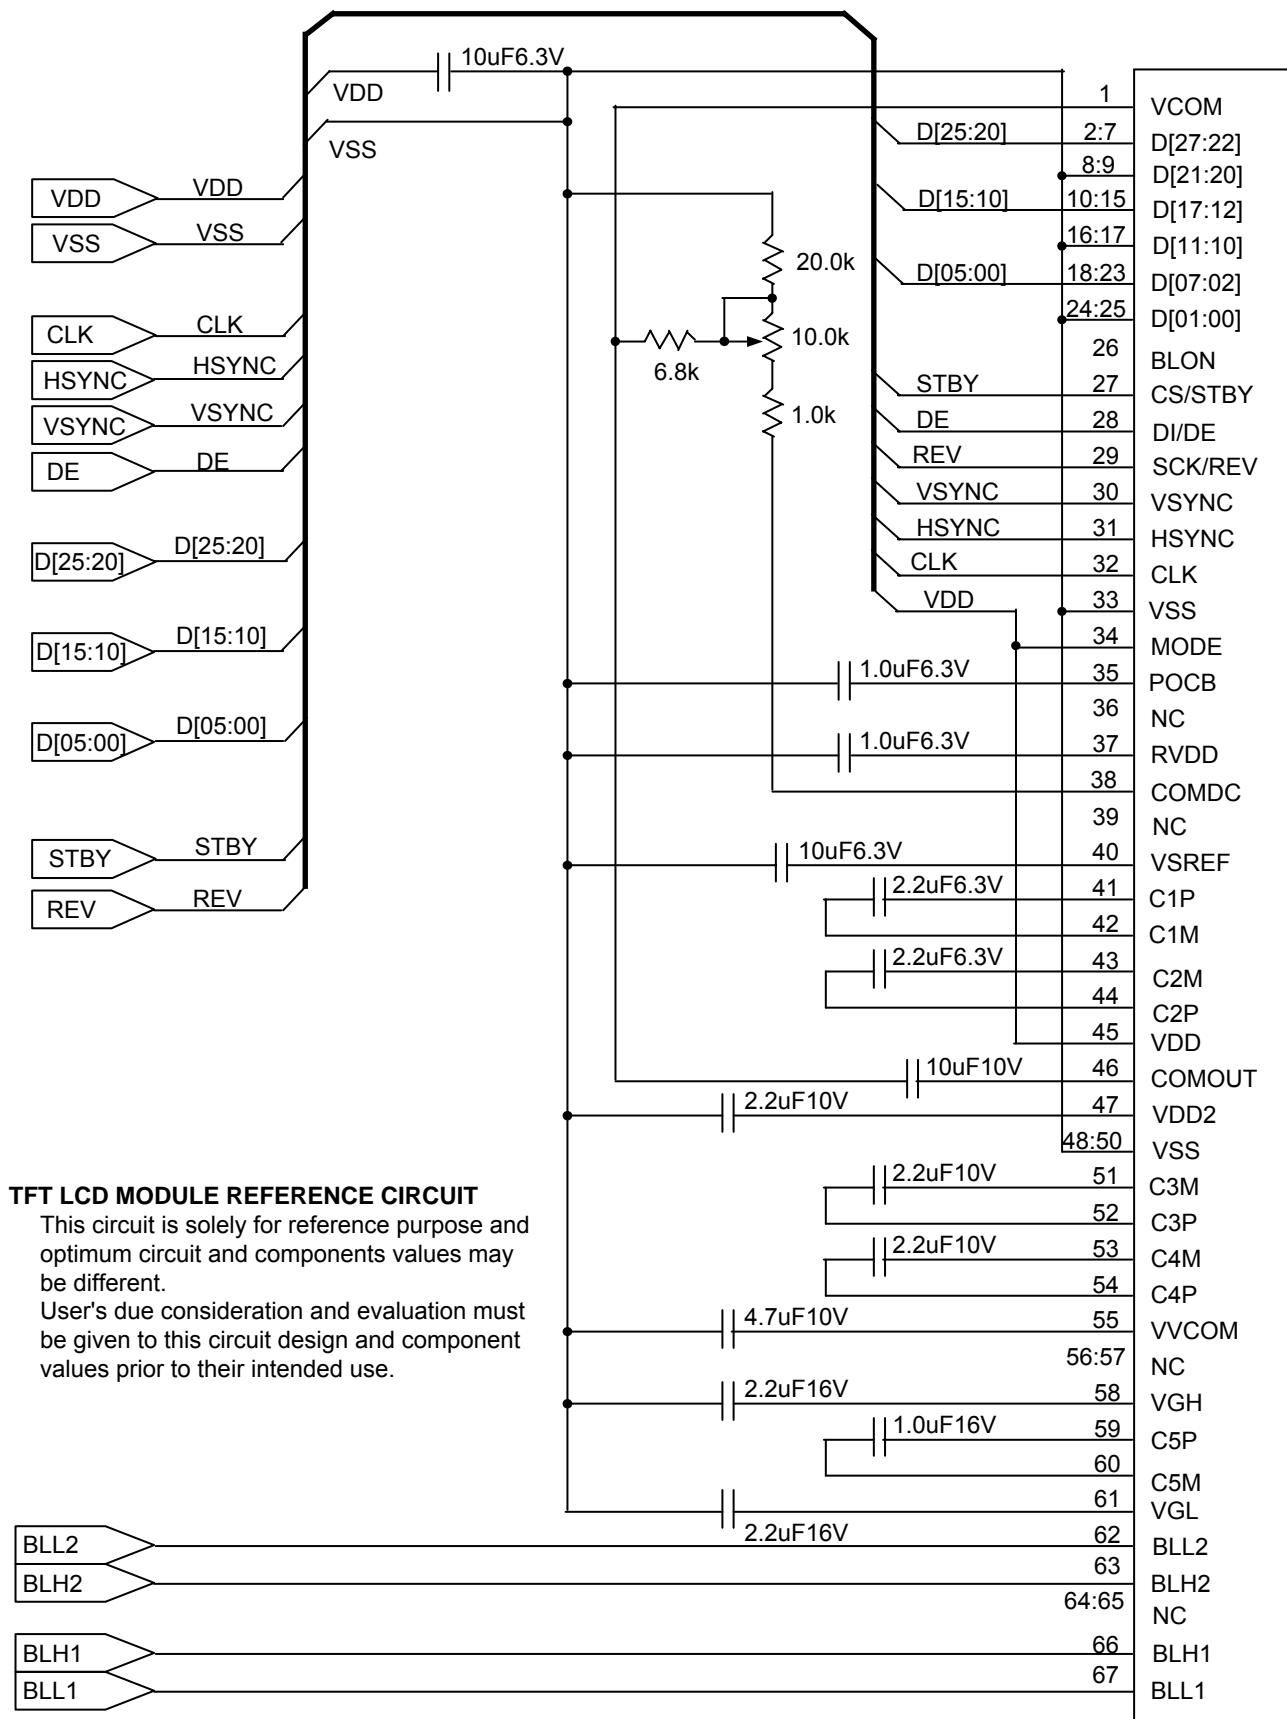 10uF6.3V
VDD
VSS
VDD VDD
VSS VSS
CLK CLK
HSYNC HSYNC
VSYNC VSYNC
DE DE
D[25:20] D[25:20]
D[15:10] D[15:10]
D[05:00] D[05:00]
STBY STBY
REV REV
20.0k
10.0k
6.8k
1.0k
1 VCOM
D[25:20] 2:7 D[27:22]
8:9 D[21:20]
D[15:10] 10:15 D[17:12]
16:17 D[11:10]
D[05:00] 18:23 D[07:02]
24:25 D[01:00]
26 BLON
STBY 27 CS/STBY
DE 28 DI/DE
REV 29 SCK/REV
VSYNC 30 VSYNC
HSYNC 31 HSYNC
CLK 32 CLK
VDD 33 VSS
34 MODE
1.0uF6.3V 35 POCB
36 NC
1.0uF6.3V 37 RVDD
38 COMDC
39 NC
10uF6.3V 40 VSREF
2.2uF6.3V 41 C1P
42 C1M
2.2uF6.3V 43 C2M
44 C2P
45 VDD
10uF10V 46 COMOUT
2.2uF10V 47 VDD2
48:50 VSS
2.2uF10V 51 C3M
52 C3P
2.2uF10V 53 C4M
54 C4P
4.7uF10V 55 VVCOM
56:57 NC
2.2uF16V 58 VGH
1.0uF16V 59 C5P
60 C5M
61 VGL
2.2uF16V
BLL2 62 BLL2
BLH2 63 BLH2
64:65 NC
BLH1 66 BLH1
BLL1 67 BLL1
TFT LCD MODULE REFERENCE CIRCUIT
This circuit is solely for reference purpose and
optimum circuit and components values may
be different.
User's due consideration and evaluation must
be given to this circuit design and component
values prior to their intended use.